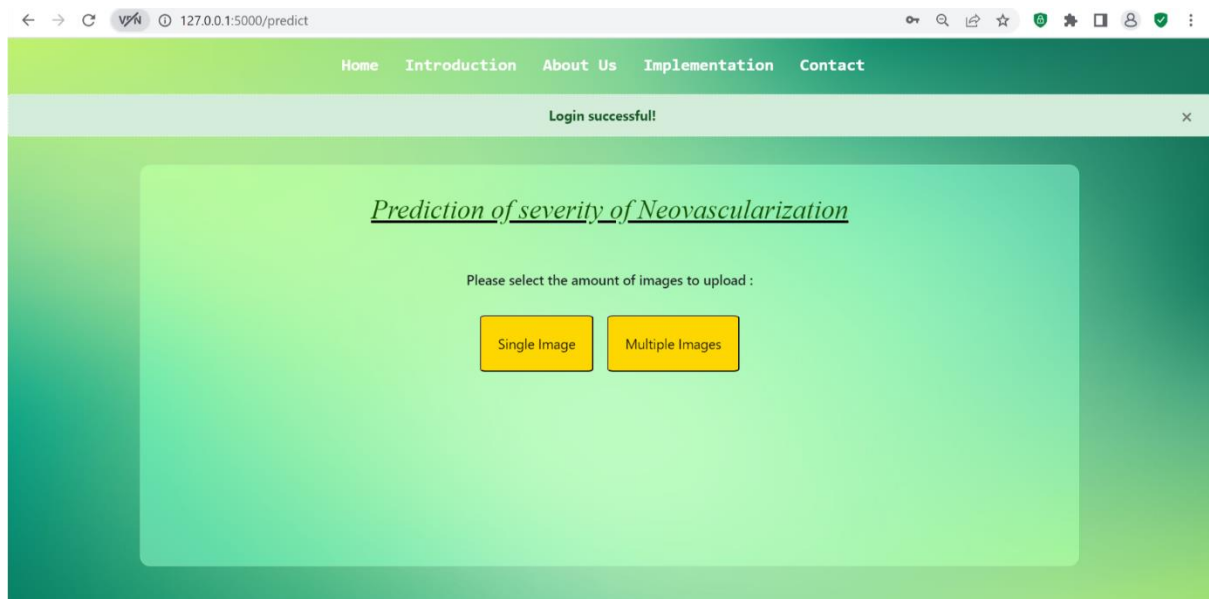 VPN 127.0.0.1:5000/predict
Home Introduction About Us Implementation Contact
Login successful! ×
Prediction of severity of Neovascularization
Please select the amount of images to upload :
Single Image Multiple Images